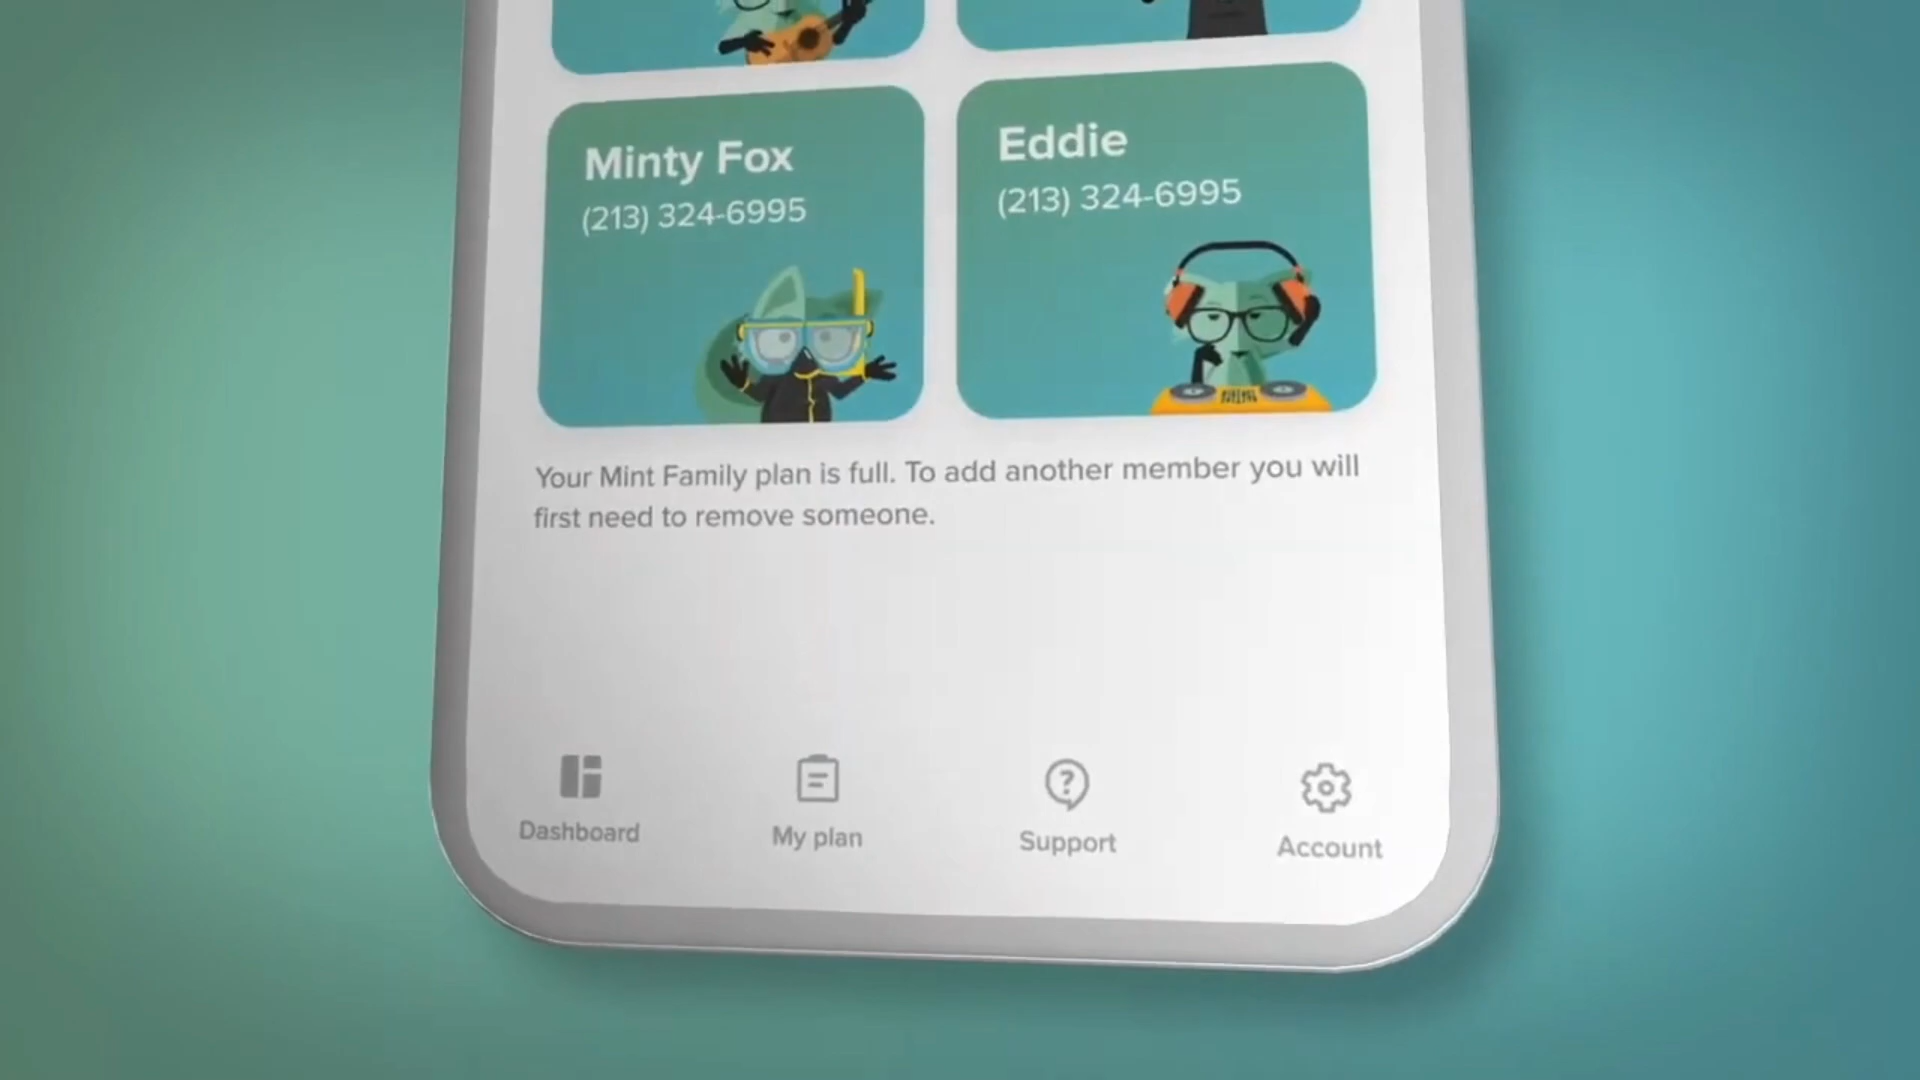 Minty Fox
(213) 324-6995
Eddie
(213) 324-6995
Your Mint Family plan is full. To add another member you will
first need to remove someone.
Dashboard
My plan
Support
Account